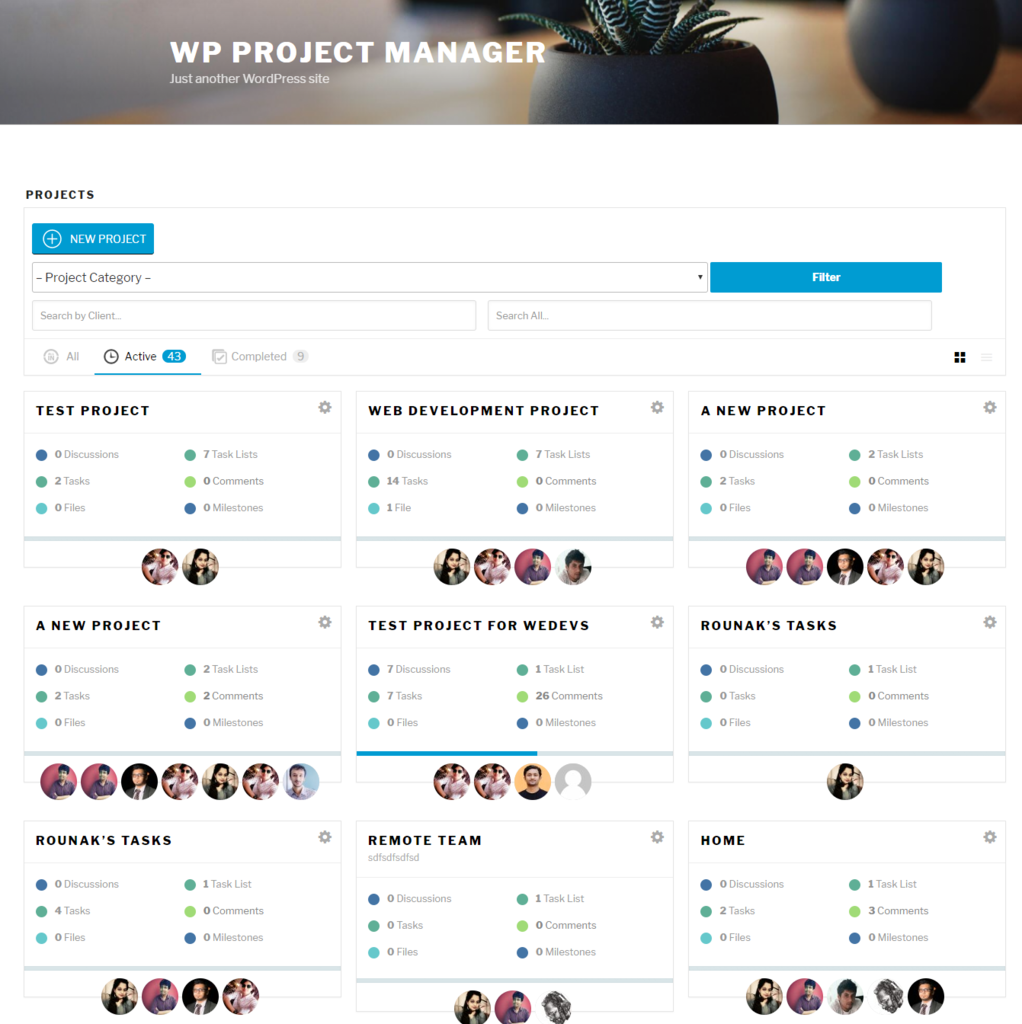 WP PROJECT MANAGER
Just another WordPress site
PROJECTS
NEW PROJECT
– Project Category –
Filter
Search by Client...
Search All...
All
Active 43
Completed 9
TEST PROJECT
0 Discussions
7 Task Lists
2 Tasks
0 Comments
0 Files
0 Milestones
WEB DEVELOPMENT PROJECT
0 Discussions
7 Task Lists
14 Tasks
0 Comments
1 File
0 Milestones
A NEW PROJECT
0 Discussions
2 Task Lists
2 Tasks
0 Comments
0 Files
0 Milestones
A NEW PROJECT
0 Discussions
2 Task Lists
2 Tasks
2 Comments
0 Files
0 Milestones
TEST PROJECT FOR WEDEVS
7 Discussions
1 Task List
7 Tasks
26 Comments
0 Files
0 Milestones
ROUNAK’S TASKS
0 Discussions
1 Task List
0 Tasks
0 Comments
0 Files
0 Milestones
ROUNAK’S TASKS
0 Discussions
1 Task List
4 Tasks
0 Comments
0 Files
0 Milestones
REMOTE TEAM
sdfsdfsdfsd
0 Discussions
1 Task List
0 Tasks
0 Comments
0 Files
0 Milestones
HOME
0 Discussions
1 Task List
2 Tasks
3 Comments
0 Files
0 Milestones